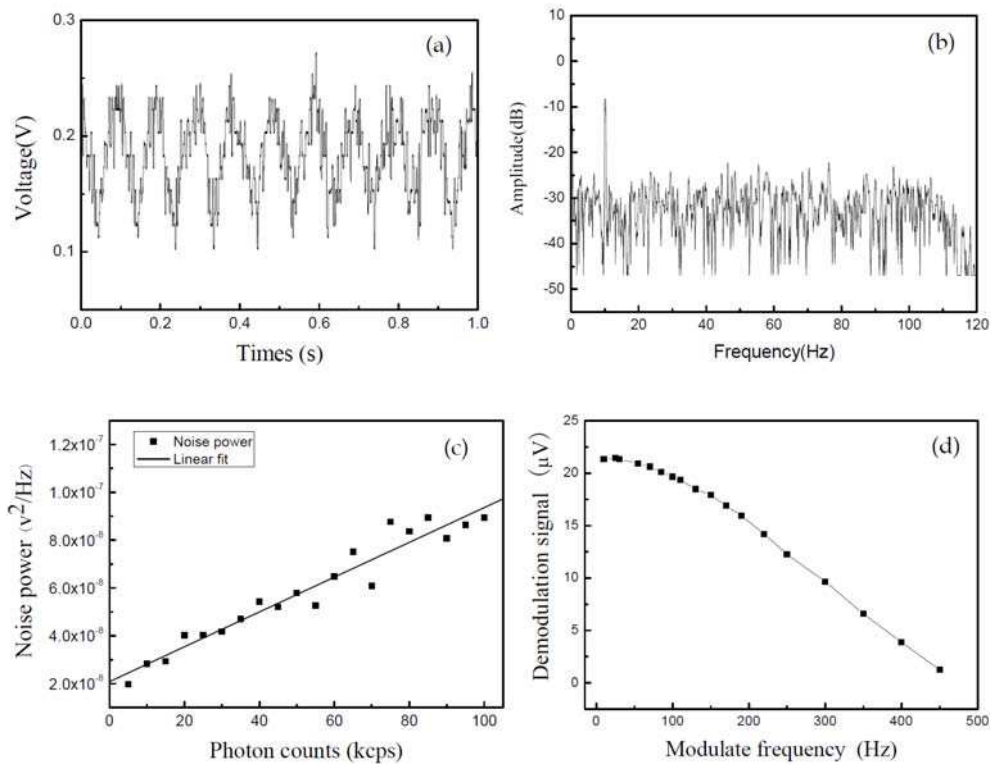 0.3
0.2
0.1
Voltage(V)
(a)
0.0
0.2
0.4
0.6
0.8
1.0
Times (s)
10
0
-10
-20
-30
-40
-50
Amplitude(dB)
(b)
0
20
40
60
80
100
120
Frequency(Hz)
1.2x10-7
1.0x10-7
8.0x10-8
6.0x10-8
4.0x10-8
2.0x10-8
Noise power (v2/Hz)
Noise power
Linear fit
(c)
0
20
40
60
80
100
Photon counts (kcps)
25
20
15
10
5
0
Demodulation signal (μV)
(d)
0
100
200
300
400
500
Modulate frequency (Hz)